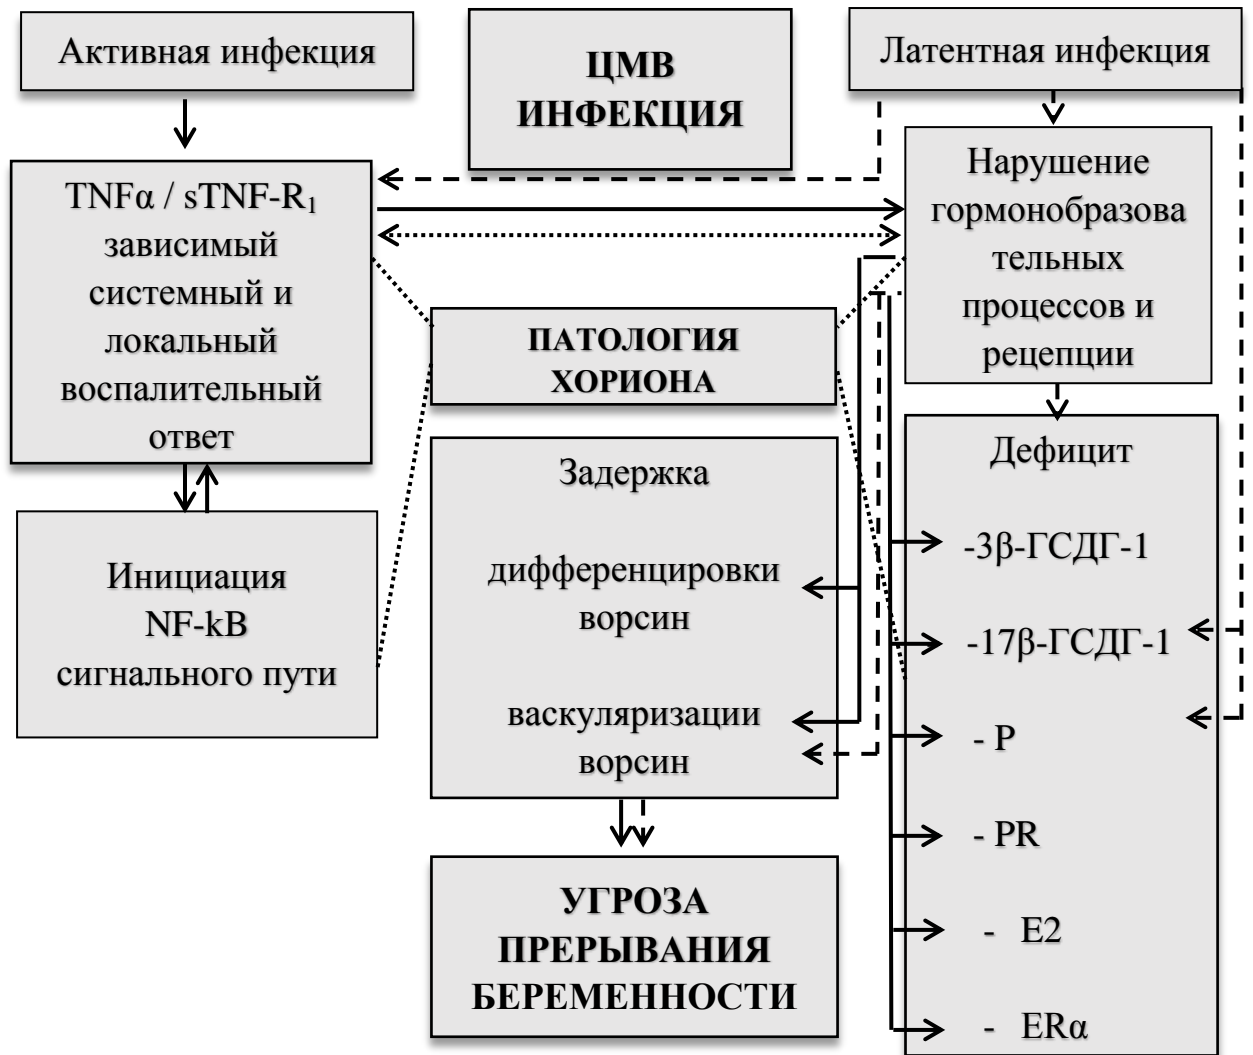 Активная инфекция
ЦМВ
ИНФЕКЦИЯ
Латентная инфекция
TNFα / sTNF-R₁
зависимый
системный и
локальный
воспалительный
ответ
Нарушение
гормонобразова
тельных
процессов и
рецепции
ПАТОЛОГИЯ
ХОРИОНА
Инициация
NF-kB
сигнального пути
Задержка
дифференцировки
ворсин
васкуляризации
ворсин
Дефицит
-3β-ГСДГ-1
-17β-ГСДГ-1
- P
- PR
- E2
- ERα
УГРОЗА
ПРЕРЫВАНИЯ
БЕРЕМЕННОСТИ